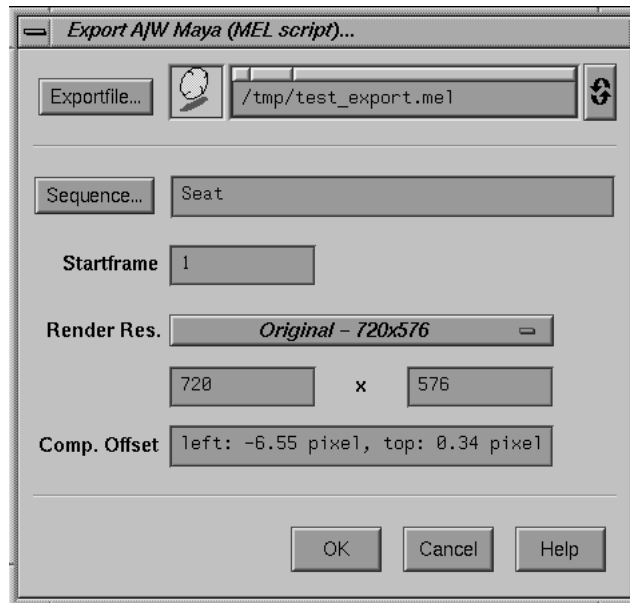 Export A/W Maya (MEL script)...
Exportfile...
/tmp/test_export.mel
Sequence...
Seat
Startframe
1
Render Res.
Original – 720x576
720 x 576
Comp. Offset
left: -6.55 pixel, top: 0.34 pixel
OK Cancel Help